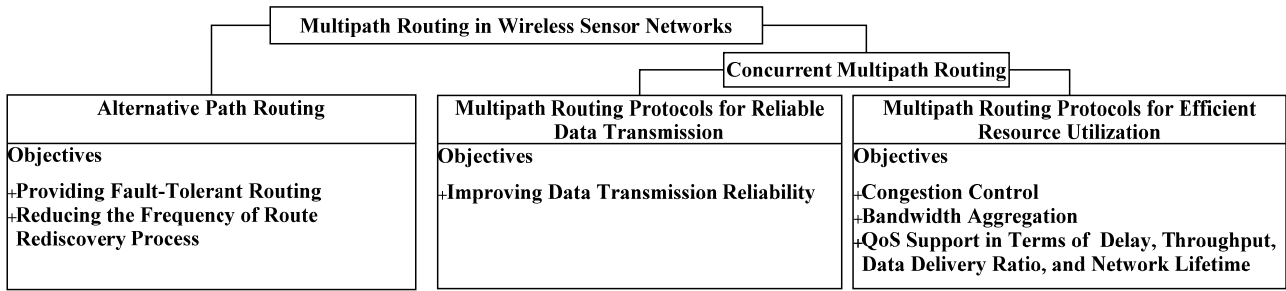 Multipath Routing in Wireless Sensor Networks
Concurrent Multipath Routing
Alternative Path Routing
Objectives
+Providing Fault-Tolerant Routing
+Reducing the Frequency of Route
Rediscovery Process
Multipath Routing Protocols for Reliable
Data Transmission
Objectives
+Improving Data Transmission Reliability
Multipath Routing Protocols for Efficient
Resource Utilization
Objectives
+Congestion Control
+Bandwidth Aggregation
+QoS Support in Terms of Delay, Throughput,
Data Delivery Ratio, and Network Lifetime